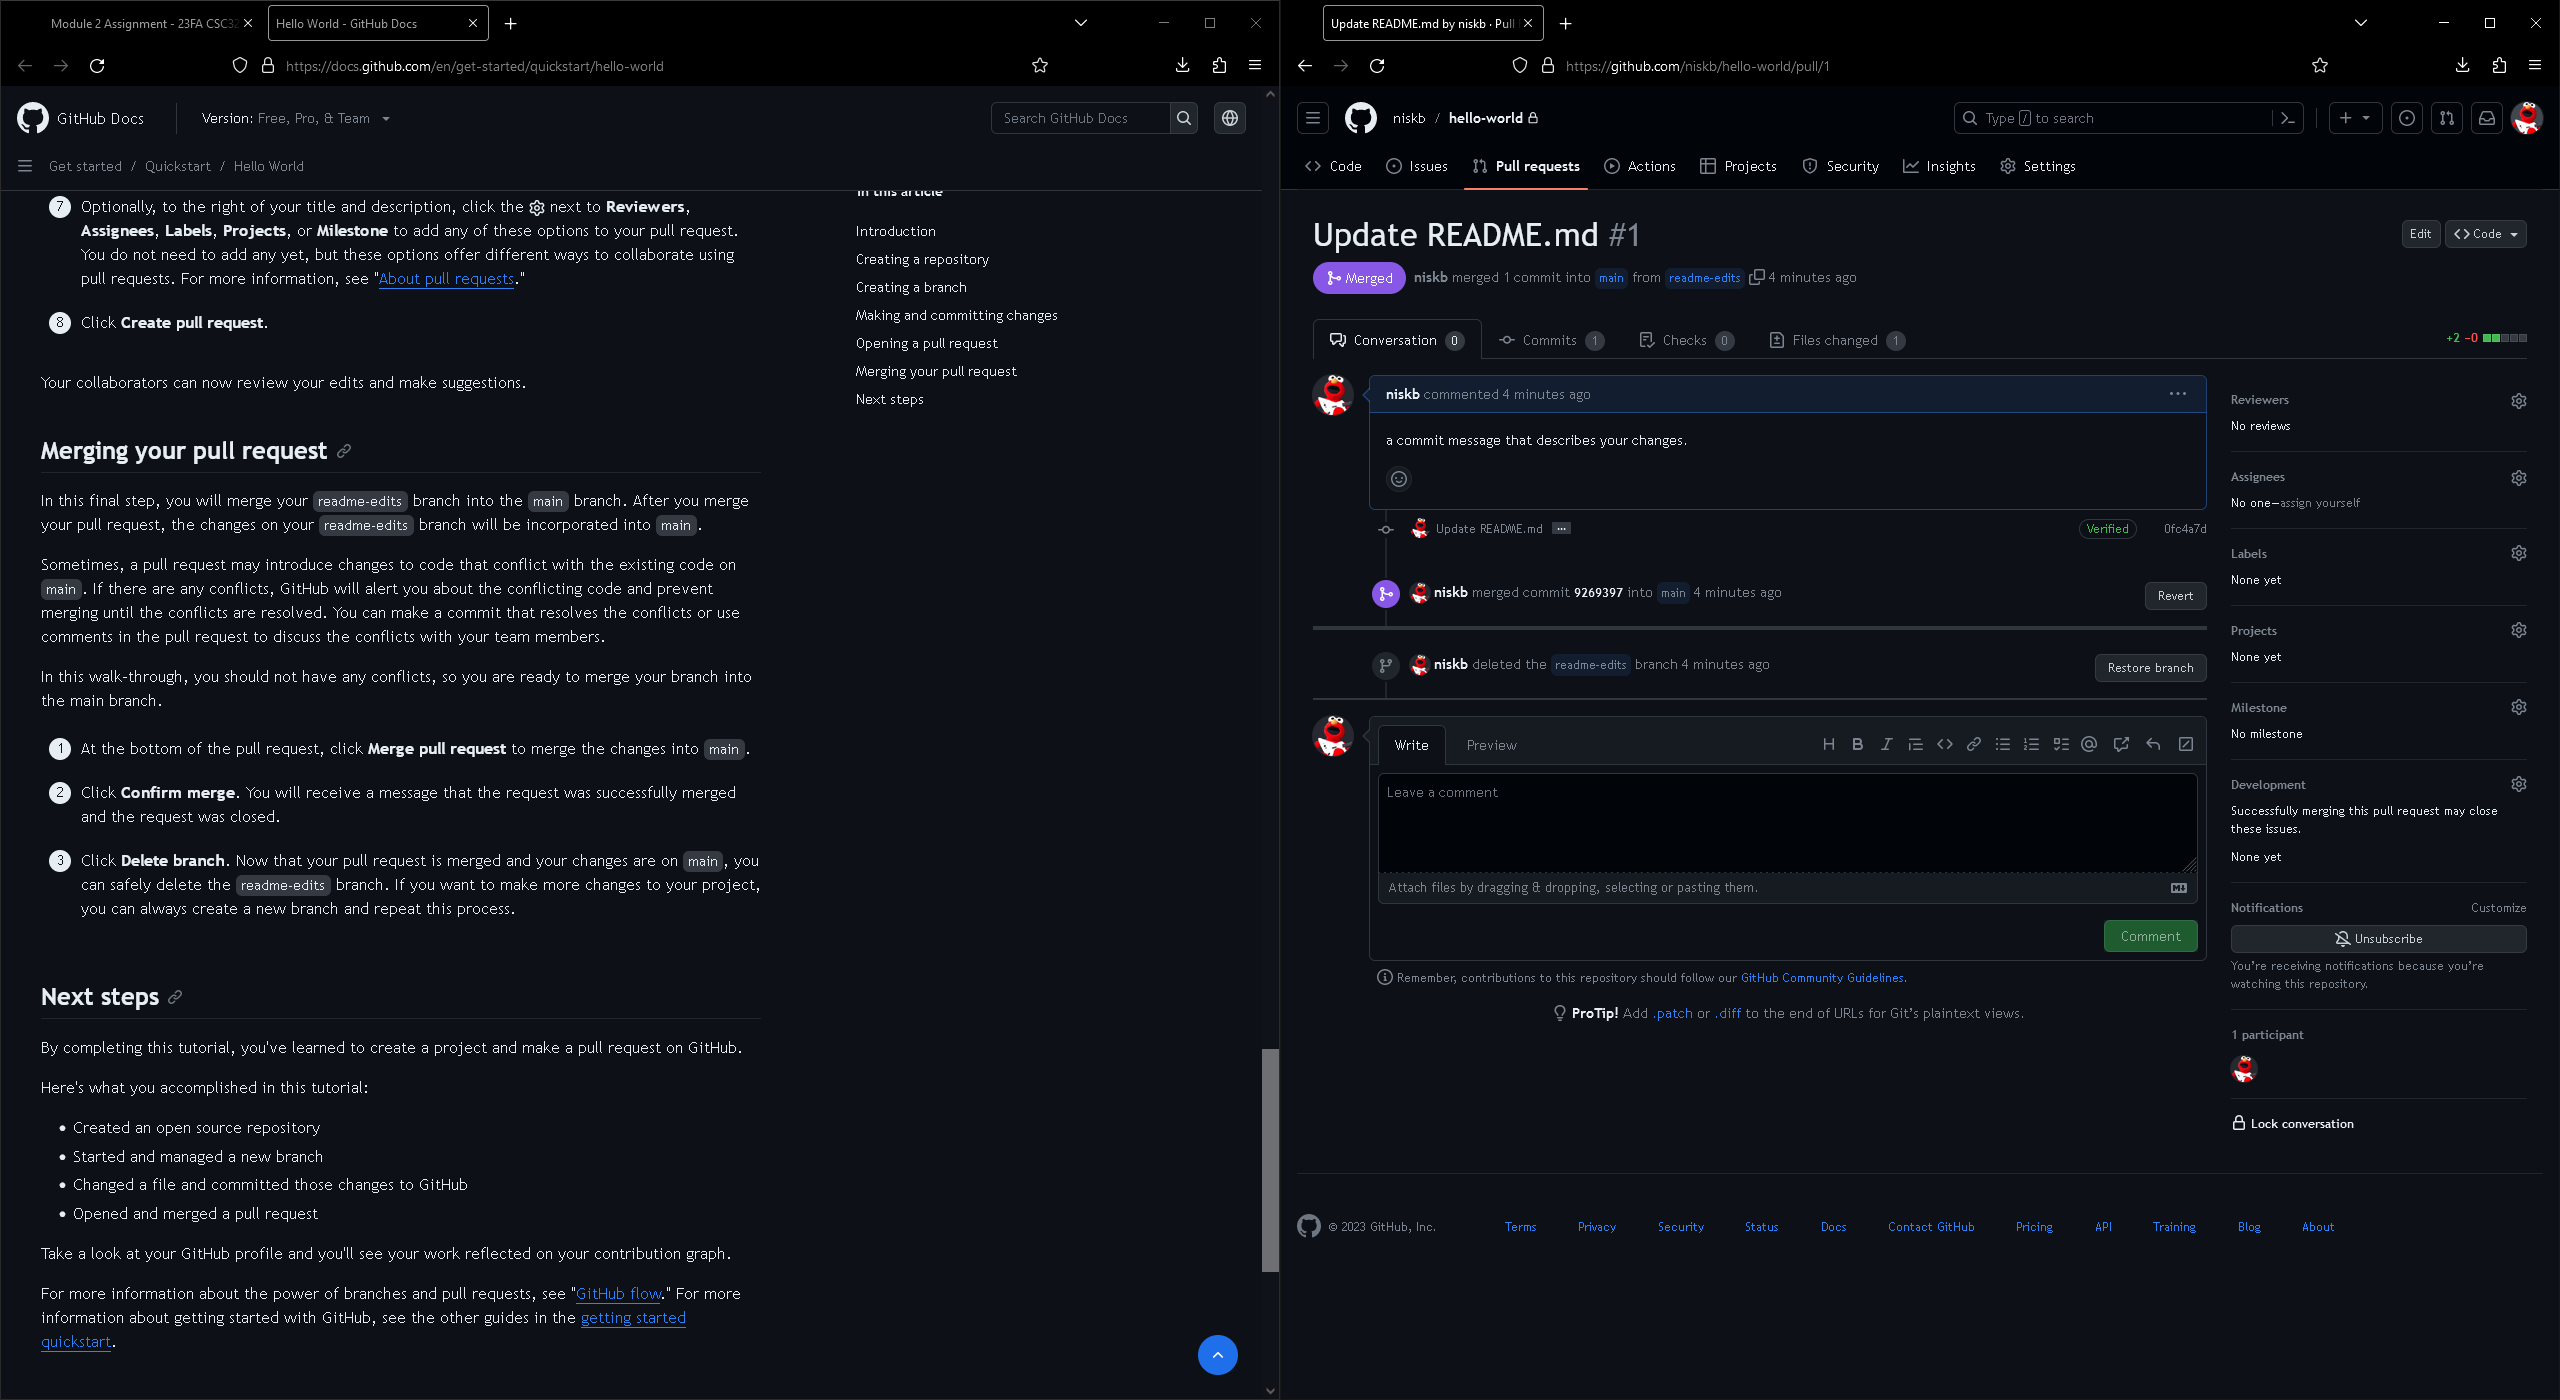 Module 2 Assignment - 23FA CSC32
Hello World - GitHub Docs
https://docs.github.com/en/get-started/quickstart/hello-world
GitHub Docs
Version: Free, Pro, & Team
Search GitHub Docs
Get started / Quickstart / Hello World
7 Optionally, to the right of your title and description, click the next to Reviewers,
Assignees, Labels, Projects, or Milestone to add any of these options to your pull request.
You do not need to add any yet, but these options offer different ways to collaborate using
pull requests. For more information, see "About pull requests."
8 Click Create pull request.
Your collaborators can now review your edits and make suggestions.
Merging your pull request
In this final step, you will merge your readme-edits branch into the main branch. After you merge
your pull request, the changes on your readme-edits branch will be incorporated into main.
Sometimes, a pull request may introduce changes to code that conflict with the existing code on
main. If there are any conflicts, GitHub will alert you about the conflicting code and prevent
merging until the conflicts are resolved. You can make a commit that resolves the conflicts or use
comments in the pull request to discuss the conflicts with your team members.
In this walk-through, you should not have any conflicts, so you are ready to merge your branch into
the main branch.
1 At the bottom of the pull request, click Merge pull request to merge the changes into main.
2 Click Confirm merge. You will receive a message that the request was successfully merged
and the request was closed.
3 Click Delete branch. Now that your pull request is merged and your changes are on main, you
can safely delete the readme-edits branch. If you want to make more changes to your project,
you can always create a new branch and repeat this process.
Next steps
By completing this tutorial, you've learned to create a project and make a pull request on GitHub.
Here's what you accomplished in this tutorial:
• Created an open source repository
• Started and managed a new branch
• Changed a file and committed those changes to GitHub
• Opened and merged a pull request
Take a look at your GitHub profile and you'll see your work reflected on your contribution graph.
For more information about the power of branches and pull requests, see "GitHub flow." For more
information about getting started with GitHub, see the other guides in the getting started
quickstart.
In this article
Introduction
Creating a repository
Creating a branch
Making and committing changes
Opening a pull request
Merging your pull request
Next steps
Update README.md by niskb · Pull
https://github.com/niskb/hello-world/pull/1
niskb / hello-world
Type / to search
Code
Issues
Pull requests
Actions
Projects
Security
Insights
Settings
Update README.md #1
Edit
Code
Merged
niskb merged 1 commit into main from readme-edits 4 minutes ago
Conversation 0
Commits 1
Checks 0
Files changed 1
+2 −0
niskb commented 4 minutes ago
a commit message that describes your changes.
Update README.md
Verified
0fc4a7d
niskb merged commit 9269397 into main 4 minutes ago
Revert
niskb deleted the readme-edits branch 4 minutes ago
Restore branch
Write
Preview
Leave a comment
Attach files by dragging & dropping, selecting or pasting them.
Comment
Remember, contributions to this repository should follow our GitHub Community Guidelines.
ProTip! Add .patch or .diff to the end of URLs for Git's plaintext views.
Reviewers
No reviews
Assignees
No one—assign yourself
Labels
None yet
Projects
None yet
Milestone
No milestone
Development
Successfully merging this pull request may close
these issues.
None yet
Notifications
Customize
Unsubscribe
You're receiving notifications because you're
watching this repository.
1 participant
Lock conversation
© 2023 GitHub, Inc.
Terms
Privacy
Security
Status
Docs
Contact GitHub
Pricing
API
Training
Blog
About